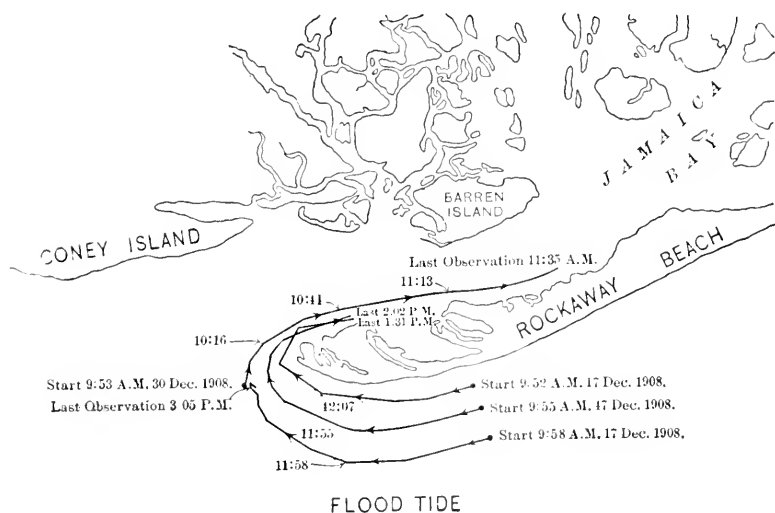 JAMAICA
BAY
BARREN
ISLAND
CONEY ISLAND
ROCKAWAY BEACH
Last Observation 11:35 A.M.
11:13
10:41
Last 2.02 P.M.
Last 1.31 P.M.
10:16
Start 9:53 A.M. 30 Dec. 1908.
Last Observation 3 05 P.M.
Start 9:52 A.M. 17 Dec. 1908.
12:07
Start 9:55 A.M. 17 Dec. 1908.
11:55
Start 9:58 A.M. 17 Dec. 1908.
11:58
FLOOD TIDE